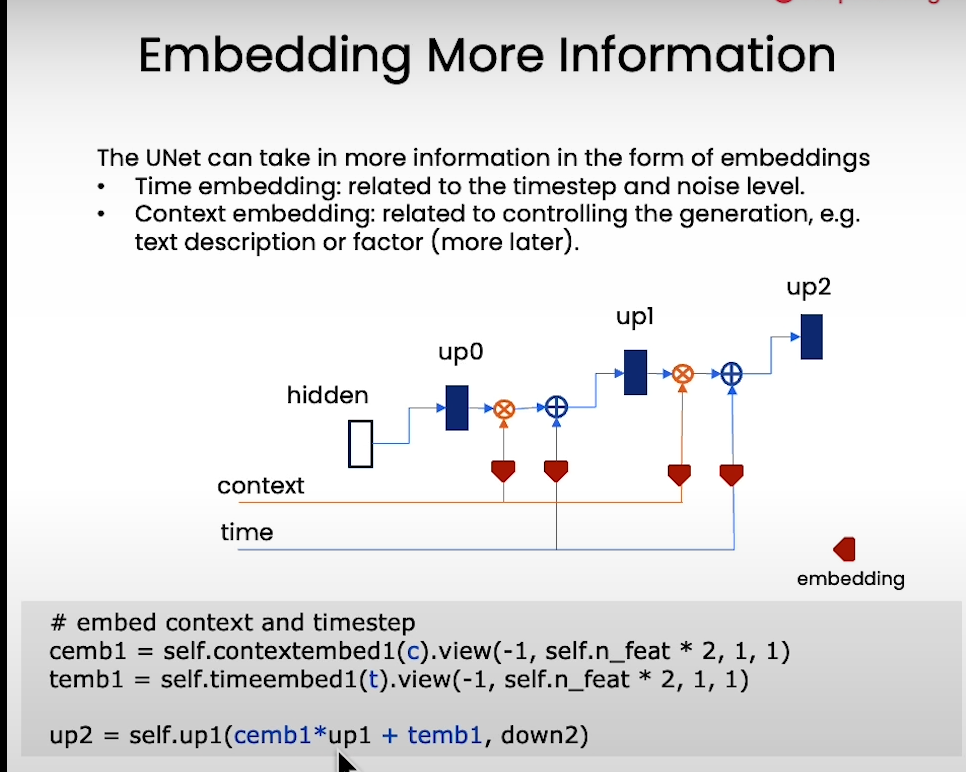 Embedding More Information
The UNet can take in more information in the form of embeddings
• Time embedding: related to the timestep and noise level.
• Context embedding: related to controlling the generation, e.g.
text description or factor (more later).
up2
up1
up0
hidden
context
time
embedding
# embed context and timestep
cemb1 = self.contextembed1(c).view(-1, self.n_feat * 2, 1, 1)
temb1 = self.timeembed1(t).view(-1, self.n_feat * 2, 1, 1)
up2 = self.up1(cemb1*up1 + temb1, down2)